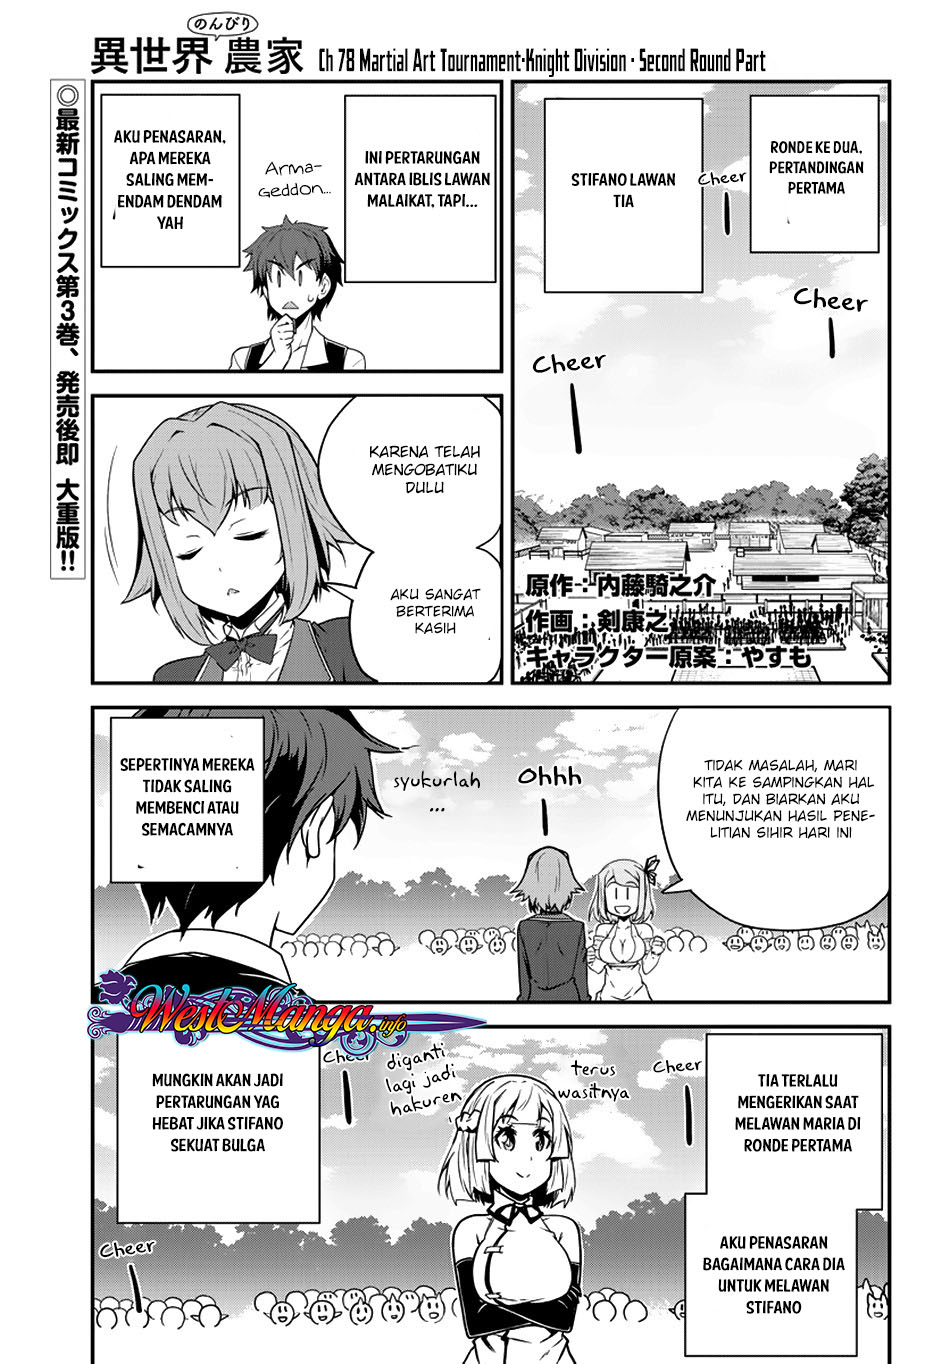 のんびり
異世界 農家
Ch 78 Martial Art Tournament-Knight Division - Second Round Part
◎最新コミックス第3巻、発売後即 大重版!!
RONDE KE DUA,
PERTANDINGAN
PERTAMA
Cheer
STIFANO LAWAN
TIA
Cheer
Cheer
原作：内藤騎之介
作画：剣康之
キャラクター原案：やすも
INI PERTARUNGAN
ANTARA IBLIS LAWAN
MALAIKAT, TAPI...
Arma-
Geddon...
AKU PENASARAN,
APA MEREKA
SALING MEM-
ENDAM DENDAM
YAH
KARENA TELAH
MENGOBATIKU
DULU
AKU SANGAT
BERTERIMA
KASIH
TIDAK MASALAH, MARI
KITA KE SAMPINGKAN HAL
ITU, DAN BIARKAN AKU
MENUNJUKAN HASIL PENE-
LITIAN SIHIR HARI INI
Ohhh
syukurlah
...
SEPERTINYA MEREKA
TIDAK SALING
MEMBENCI ATAU
SEMACAMNYA
WestManga.info
TIA TERLALU
MENGERIKAN SAAT
MELAWAN MARIA DI
RONDE PERTAMA
Cheer
AKU PENASARAN
BAGAIMANA CARA DIA
UNTUK MELAWAN
STIFANO
terus
wasitnya
diganti
lagi jadi
hakuren
Cheer
MUNGKIN AKAN JADI
PERTARUNGAN YAG
HEBAT JIKA STIFANO
SEKUAT BULGA
Cheer